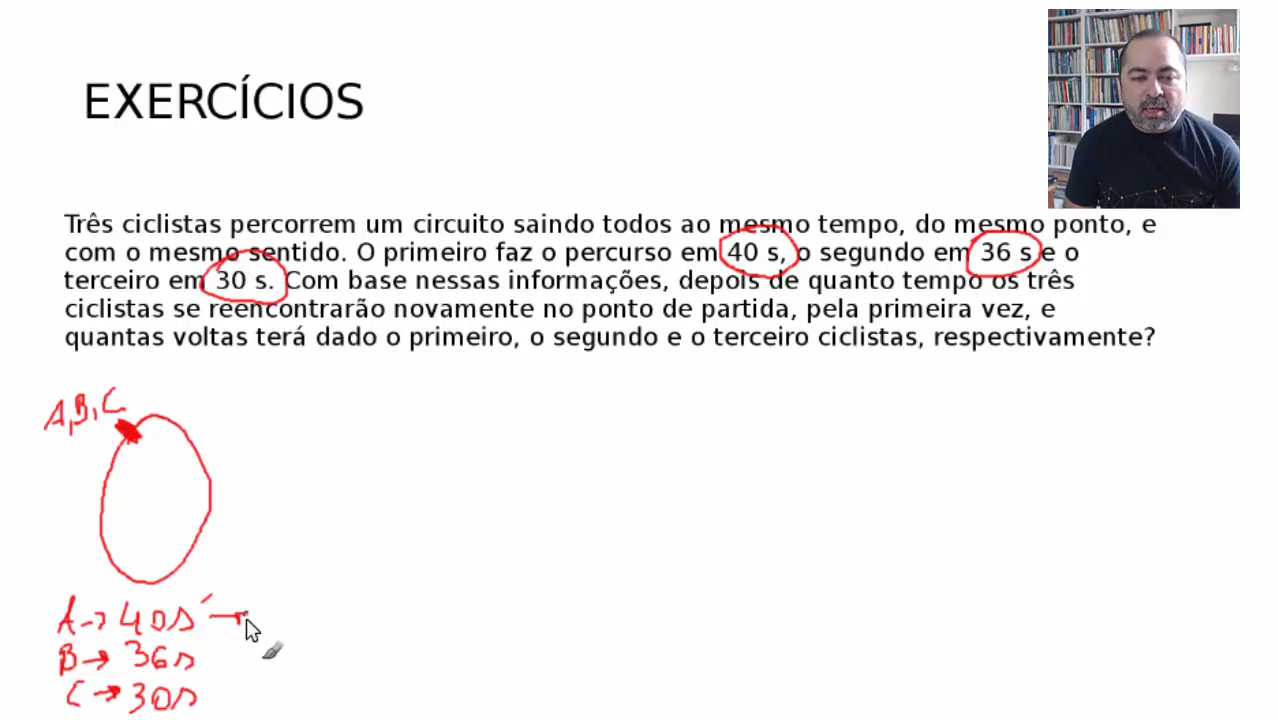 EXERCÍCIOS
Três ciclistas percorrem um circuito saindo todos ao mesmo tempo, do mesmo ponto, e
com o mesmo sentido. O primeiro faz o percurso em 40 s, o segundo em 36 s e o
terceiro em 30 s. Com base nessas informações, depois de quanto tempo os três
ciclistas se reencontrarão novamente no ponto de partida, pela primeira vez, e
quantas voltas terá dado o primeiro, o segundo e o terceiro ciclistas, respectivamente?
A, B, C
A → 40s →
B → 36s
C → 30s